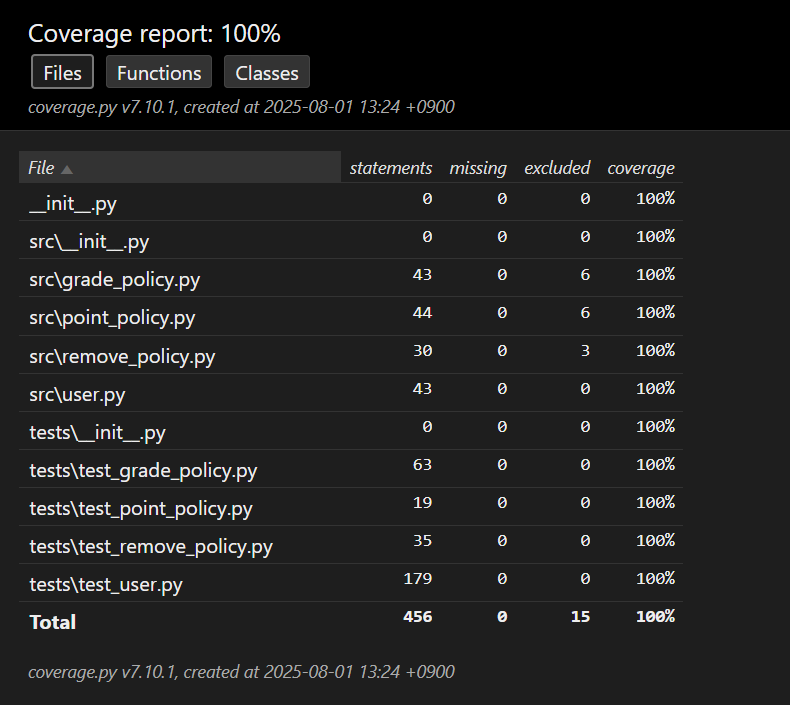 Coverage report: 100%
Files Functions Classes
coverage.py v7.10.1, created at 2025-08-01 13:24 +0900
File statements missing excluded coverage
__init__.py 0 0 0 100%
src\__init__.py 0 0 0 100%
src\grade_policy.py 43 0 6 100%
src\point_policy.py 44 0 6 100%
src\remove_policy.py 30 0 3 100%
src\user.py 43 0 0 100%
tests\__init__.py 0 0 0 100%
tests\test_grade_policy.py 63 0 0 100%
tests\test_point_policy.py 19 0 0 100%
tests\test_remove_policy.py 35 0 0 100%
tests\test_user.py 179 0 0 100%
Total 456 0 15 100%
coverage.py v7.10.1, created at 2025-08-01 13:24 +0900